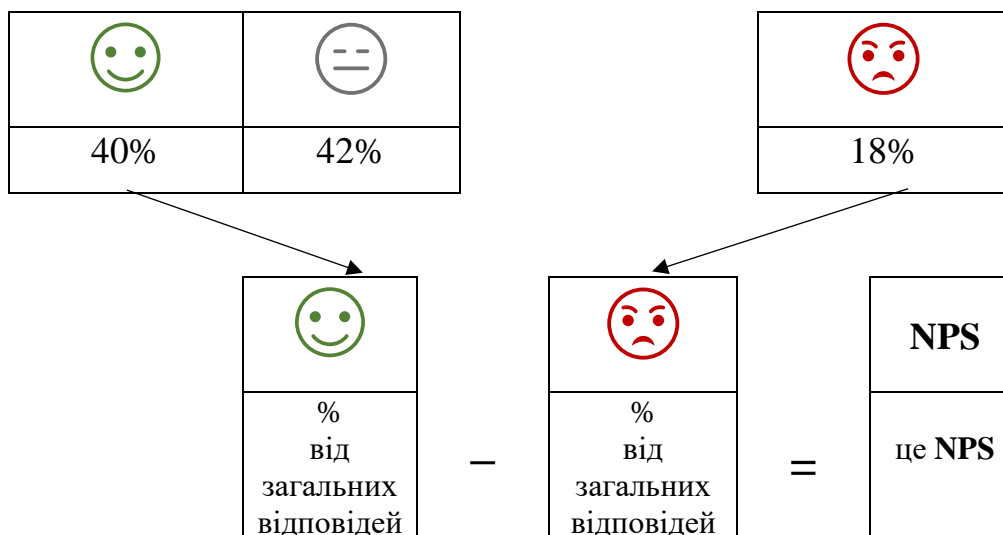 40% 42% 18%
NPS
% % це NPS
від від
– =
загальних загальних
відповідей відповідей